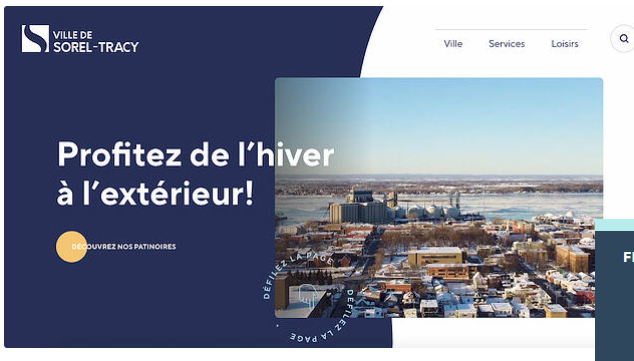 VILLE DE
SOREL-TRACY
Ville Services Loisirs
Profitez de l'hiver
à l'extérieur!
DÉCOUVREZ NOS PATINOIRES
DÉFILEZ LA PAGE
DÉFILEZ LA PAGE